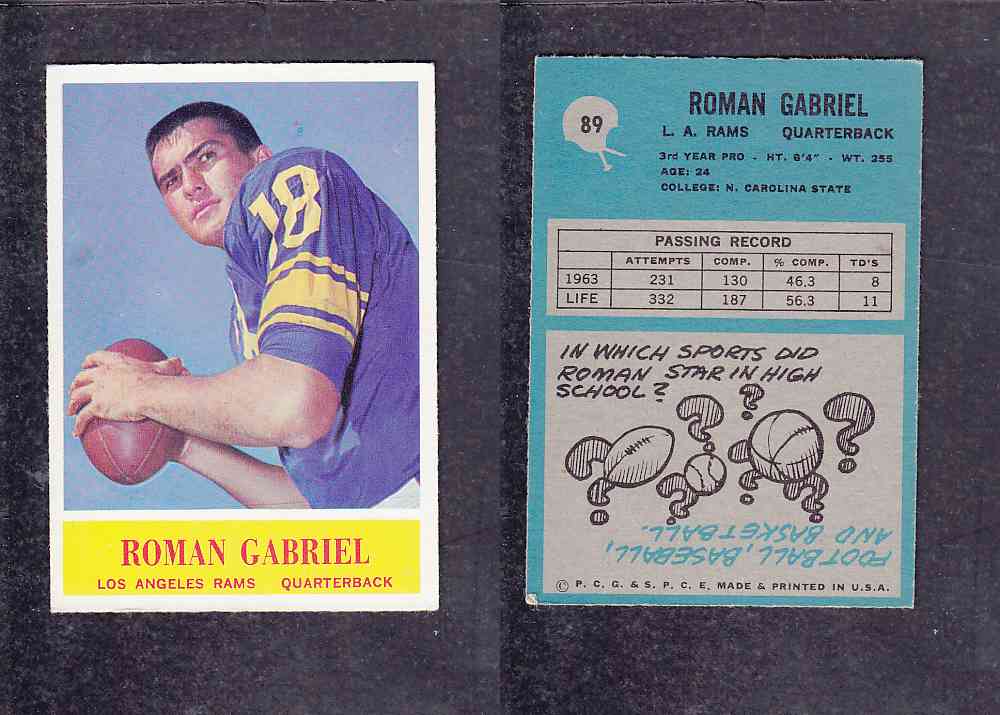 18
ROMAN GABRIEL
LOS ANGELES RAMS QUARTERBACK
89
ROMAN GABRIEL
L. A. RAMS QUARTERBACK
3rd YEAR PRO - HT. 6'4" - WT. 255
AGE: 24
COLLEGE: N. CAROLINA STATE
PASSING RECORD
ATTEMPTS COMP. % COMP. TD'S
1963 231 130 46.3 8
LIFE 332 187 56.3 11
IN WHICH SPORTS DID
ROMAN STAR IN HIGH
SCHOOL?
FOOTBALL, BASEBALL,
AND BASKETBALL.
© P. C. G. & S. P. C. E. MADE & PRINTED IN U.S.A.